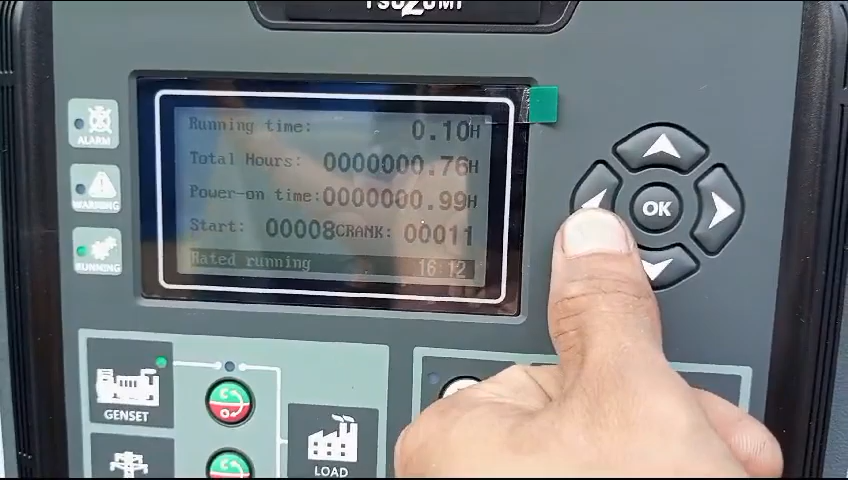 TSUZUMI
Running time: 0.10H
Total Hours: 0000000.76H
Power-on time:0000000.99H
Start: 00008CRANK: 00011
Rated running 16:12
ALARM
WARNING
RUNNING
OK
GENSET
LOAD